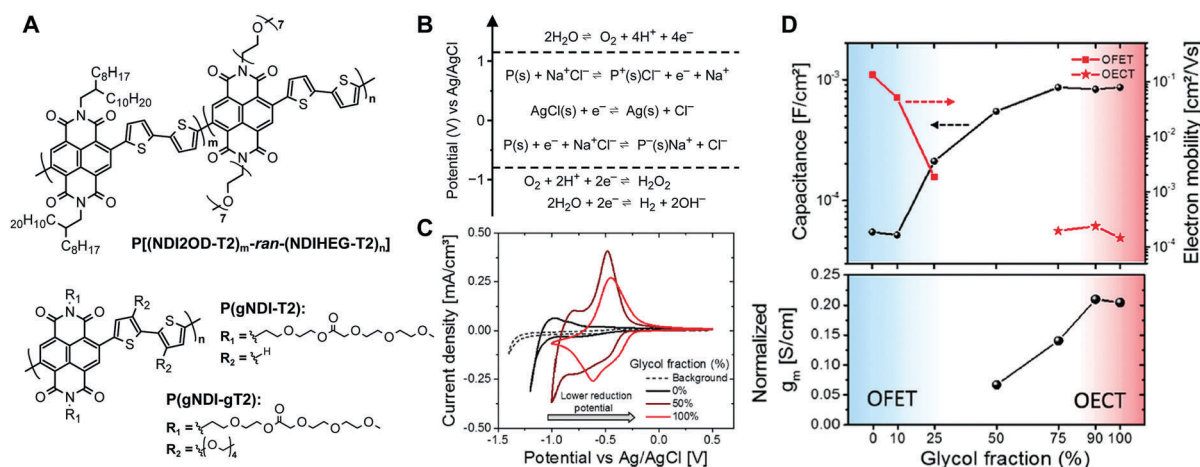 A
C8H17
C10H20
O
N
O
S
S
m
O
N
O
20H10C
C8H17
O 7
O
N
O
S
S
n
O
N
O
O 7
P[(NDI2OD-T2)m-ran-(NDIHEG-T2)n]
R1
O
N
O
R2
S
S
n
R2
O
N
O
R1
P(gNDI-T2):
R1 =
O
O
O
O
O
O
R2 =
H
P(gNDI-gT2):
R1 =
O
O
O
O
O
O
R2 =
(O )4
B
Potential (V) vs Ag/AgCl
1
0
−1
2H2O ⇌ O2 + 4H+ + 4e−
P(s) + Na+Cl− ⇌ P+(s)Cl− + e− + Na+
AgCl(s) + e− ⇌ Ag(s) + Cl−
P(s) + e− + Na+Cl− ⇌ P−(s)Na+ + Cl−
O2 + 2H+ + 2e− ⇌ H2O2
2H2O + 2e− ⇌ H2 + 2OH−
C
Current density [mA/cm³]
0.50
0.25
0.00
0.25
0.50
Glycol fraction (%)
Background
0%
50%
100%
Lower reduction
potential
-1.5 -1.0 -0.5 0.0 0.5
Potential vs Ag/AgCl [V]
D
Capacitance [F/cm²]
10-3
10-4
OFET
OECT
10-1
10-2
10-3
10-4
Electron mobility [cm²/Vs]
Normalized
gm [S/cm]
0.25
0.20
0.15
0.10
0.05
0.00
OFET
OECT
0 10 25 50 75 90 100
Glycol fraction (%)